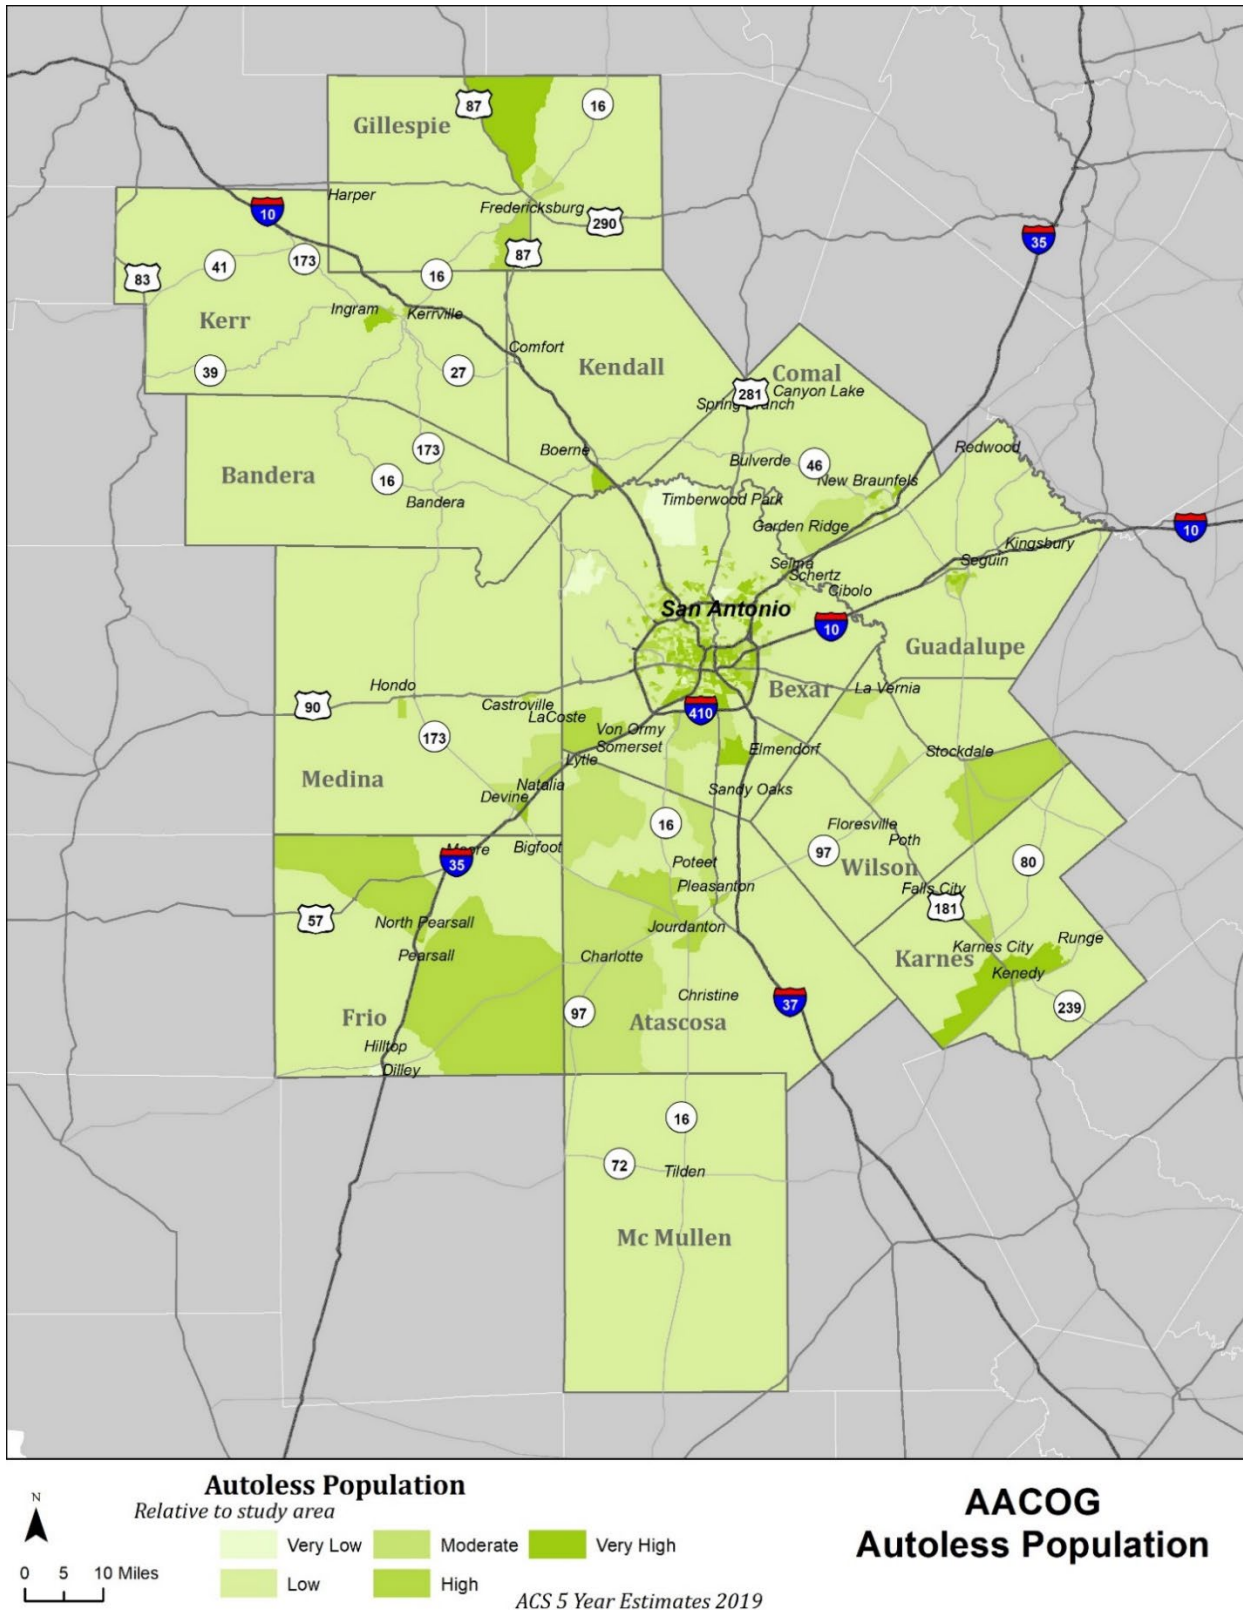 87
16
Gillespie
Harper
10
Fredericksburg
290
87
35
83
41
173
16
Kerr
Ingram
Kerrville
Comfort
39
27
Kendall
Comal
281
Canyon Lake
Spring Branch
Boerne
Bulverde
46
Redwood
New Braunfels
173
Bandera
16
Bandera
Timberwood Park
Garden Ridge
10
Kingsbury
Seguin
Selma
Schertz
Cibolo
San Antonio
10
Guadalupe
Bexar
La Vernia
Hondo
90
Castroville
LaCoste
410
Von Ormy
Somerset
Elmendorf
Stockdale
173
Medina
Lytle
Natalia
Devine
Sandy Oaks
16
Floresville
Poth
97
Wilson
80
Moore
35
Bigfoot
Poteet
Pleasanton
Falls City
181
57
North Pearsall
Pearsall
Jourdanton
Charlotte
Karnes City
Runge
Karnes
Kenedy
Christine
37
239
Frio
97
Atascosa
Hilltop
Dilley
16
72
Tilden
Mc Mullen
Autoless Population
Relative to study area
Very Low
Moderate
Very High
Low
High
N
0 5 10 Miles
ACS 5 Year Estimates 2019
AACOG
Autoless Population